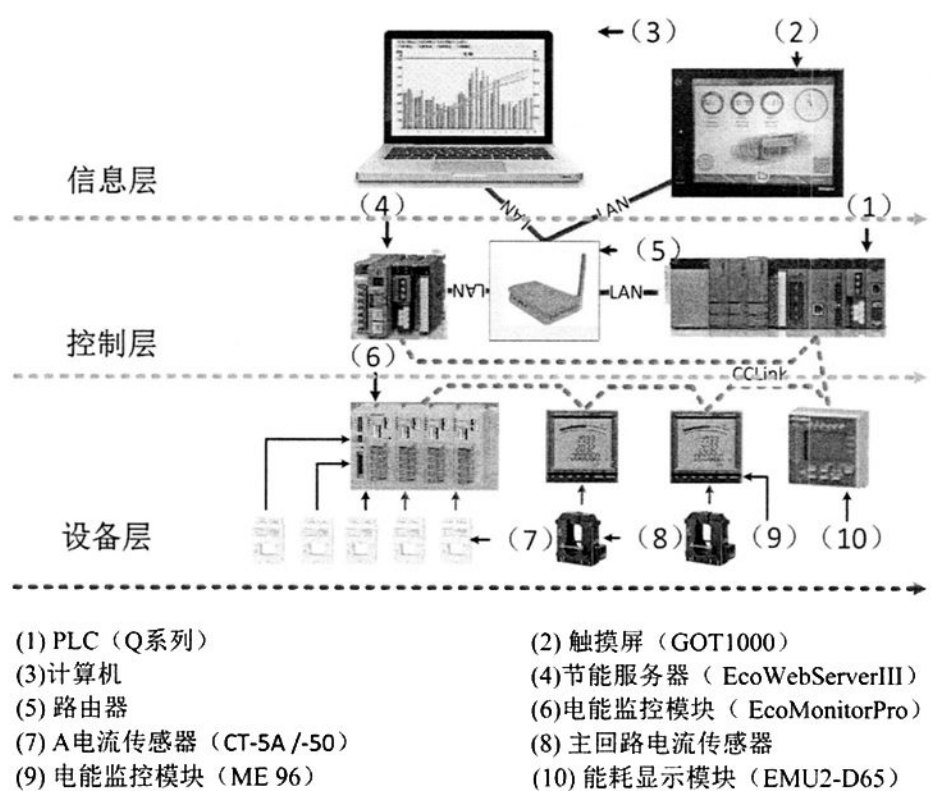 （3）
（2）
信息层
LAN
LAN
（4）
（1）
（5）
LAN
LAN
控制层
（6）
CCLink
设备层
（7）
（8）
（9）
（10）
(1) PLC（Q系列）
(2) 触摸屏（GOT1000）
(3)计算机
(4)节能服务器（ EcoWebServerIII）
(5) 路由器
(6)电能监控模块（ EcoMonitorPro）
(7) A电流传感器（CT-5A /-50）
(8) 主回路电流传感器
(9) 电能监控模块（ME 96）
(10) 能耗显示模块（EMU2-D65）